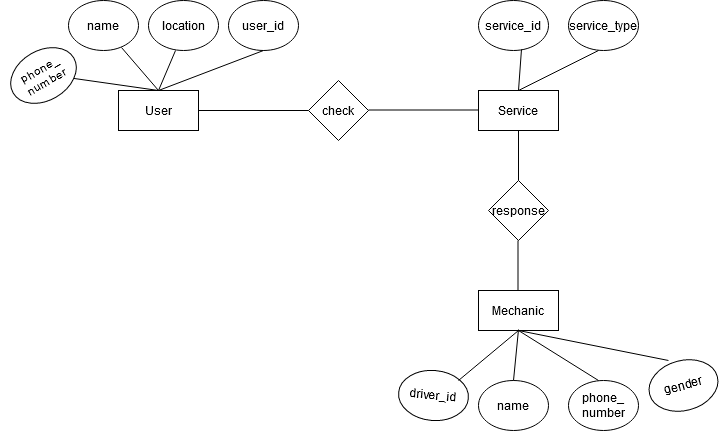 name
location
user_id
service_id
service_type
phone_
number
User
check
Service
response
Mechanic
driver_id
name
phone_
number
gender